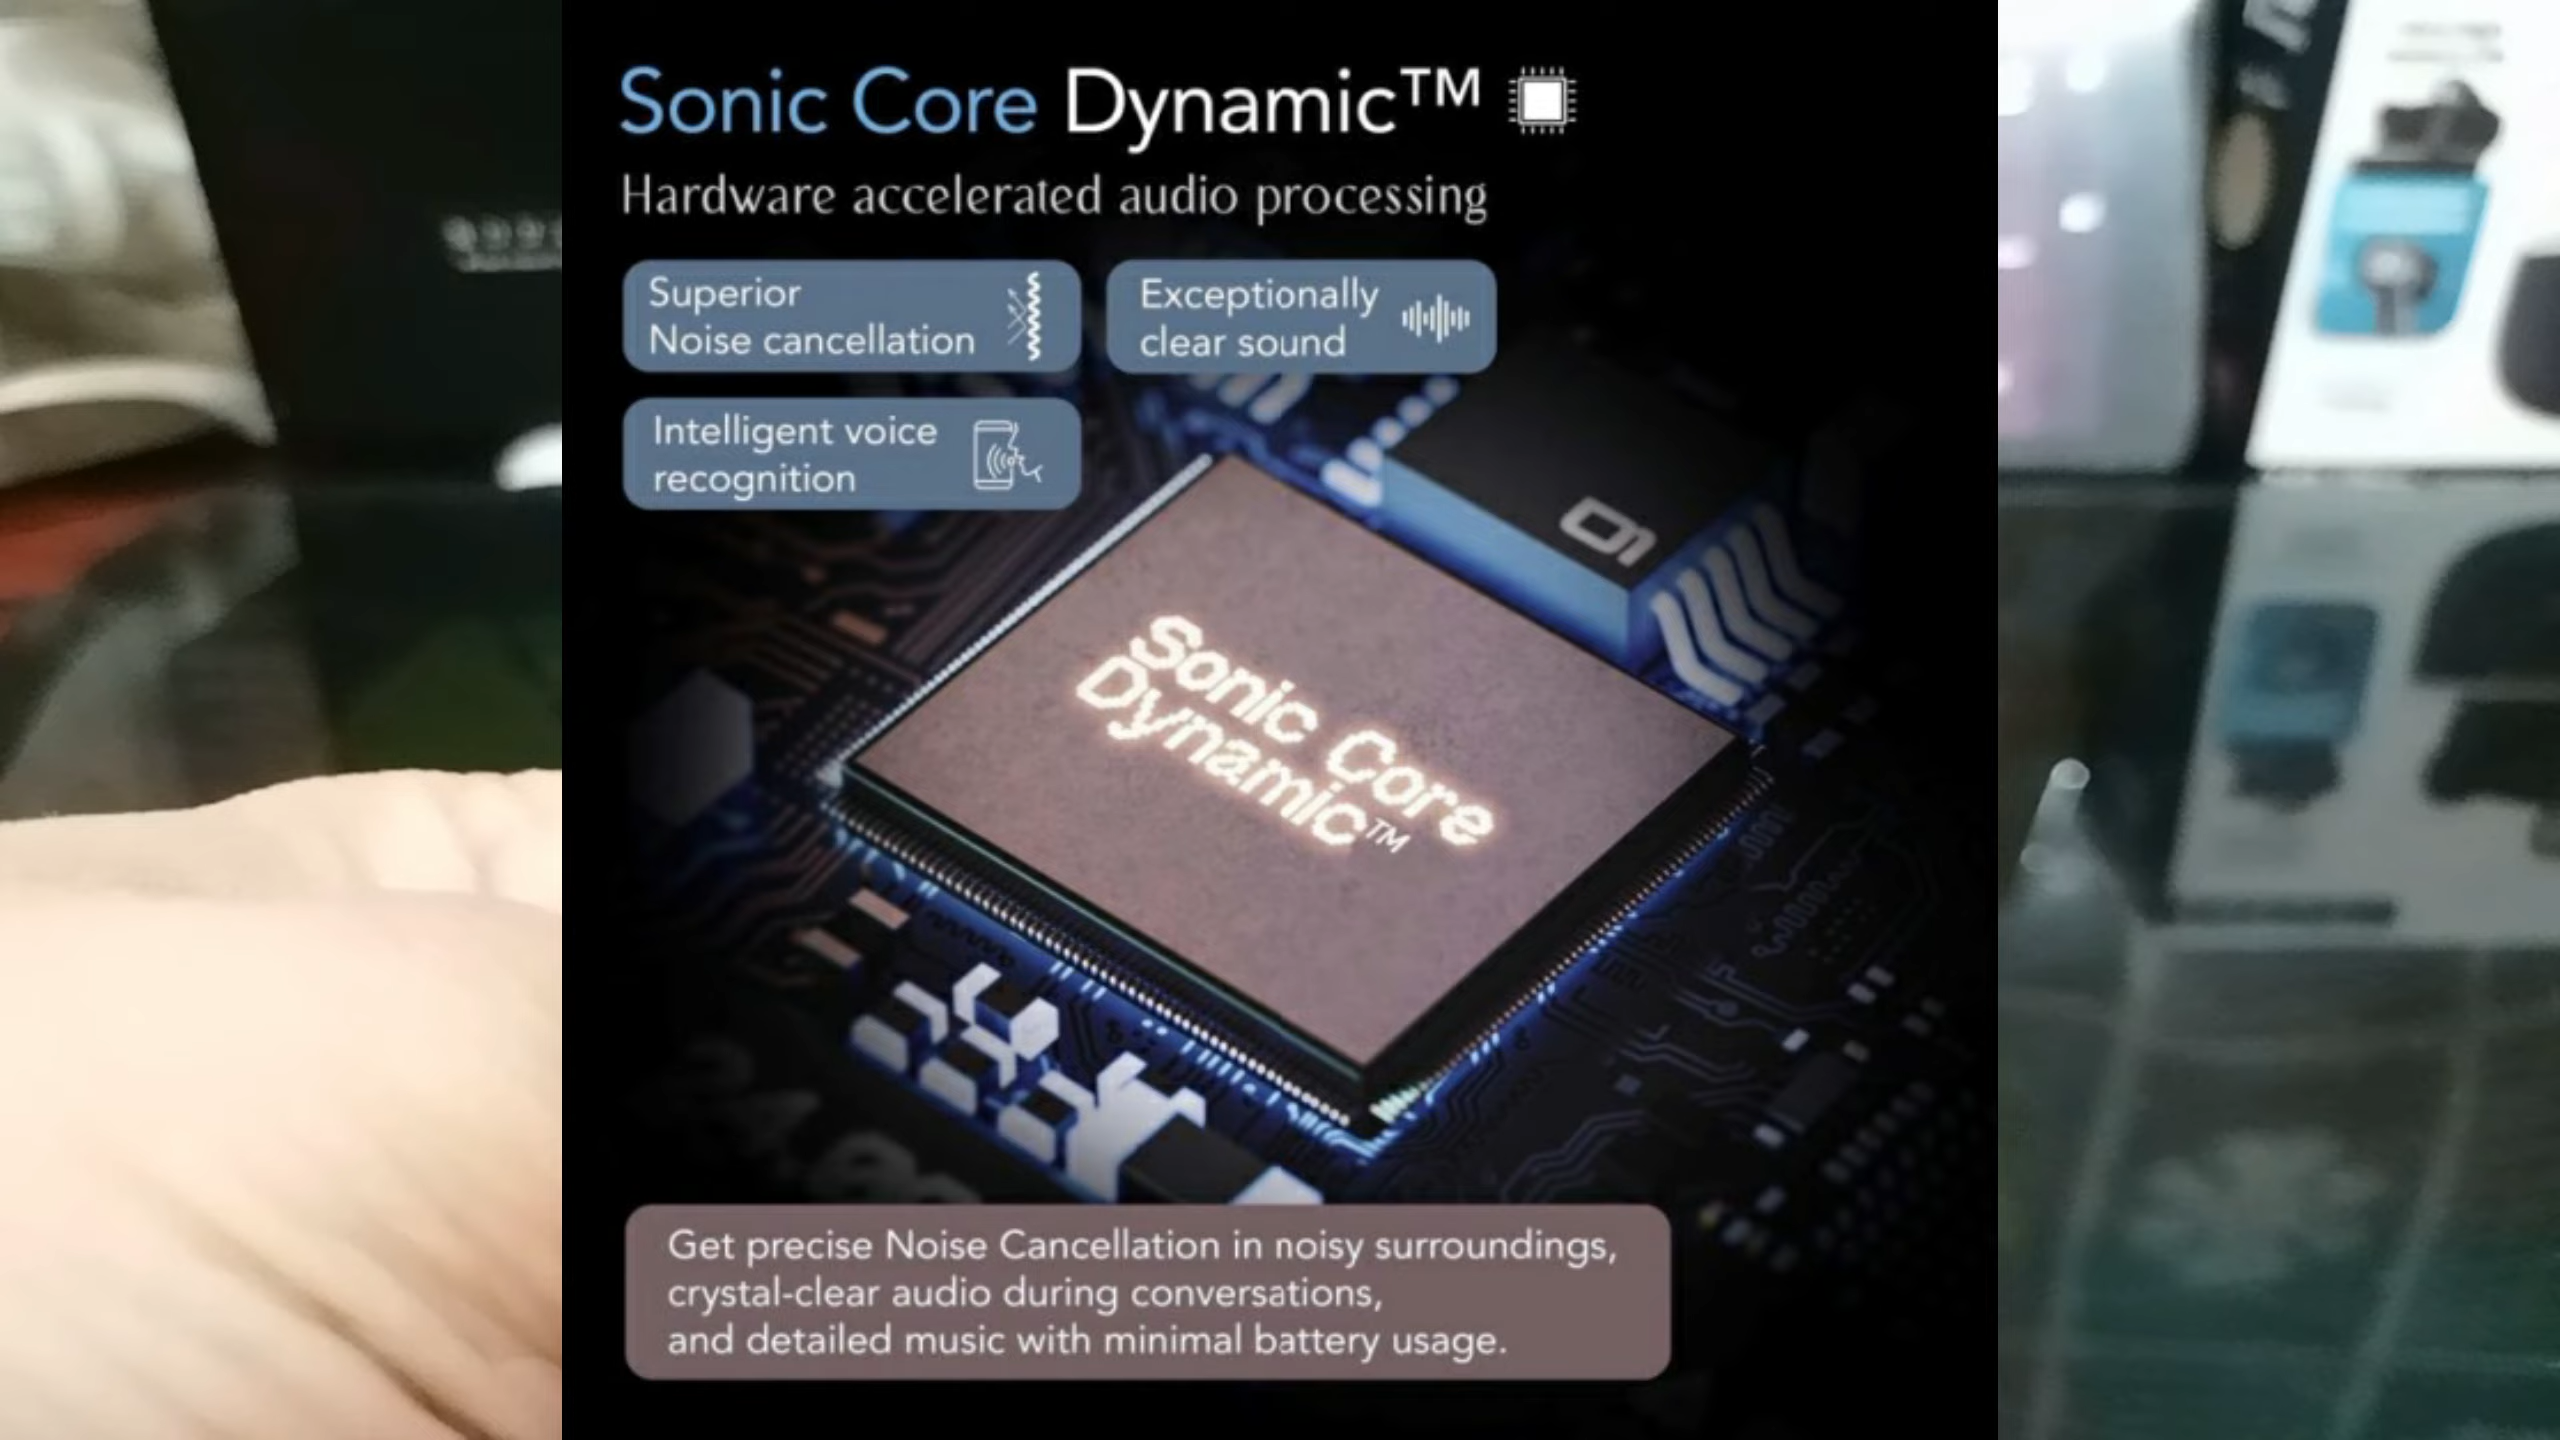 Sonic Core Dynamic™
Hardware accelerated audio processing
Superior
Noise cancellation
Exceptionally
clear sound
Intelligent voice
recognition
Sonic Core
Dynamic™
Get precise Noise Cancellation in noisy surroundings,
crystal-clear audio during conversations,
and detailed music with minimal battery usage.